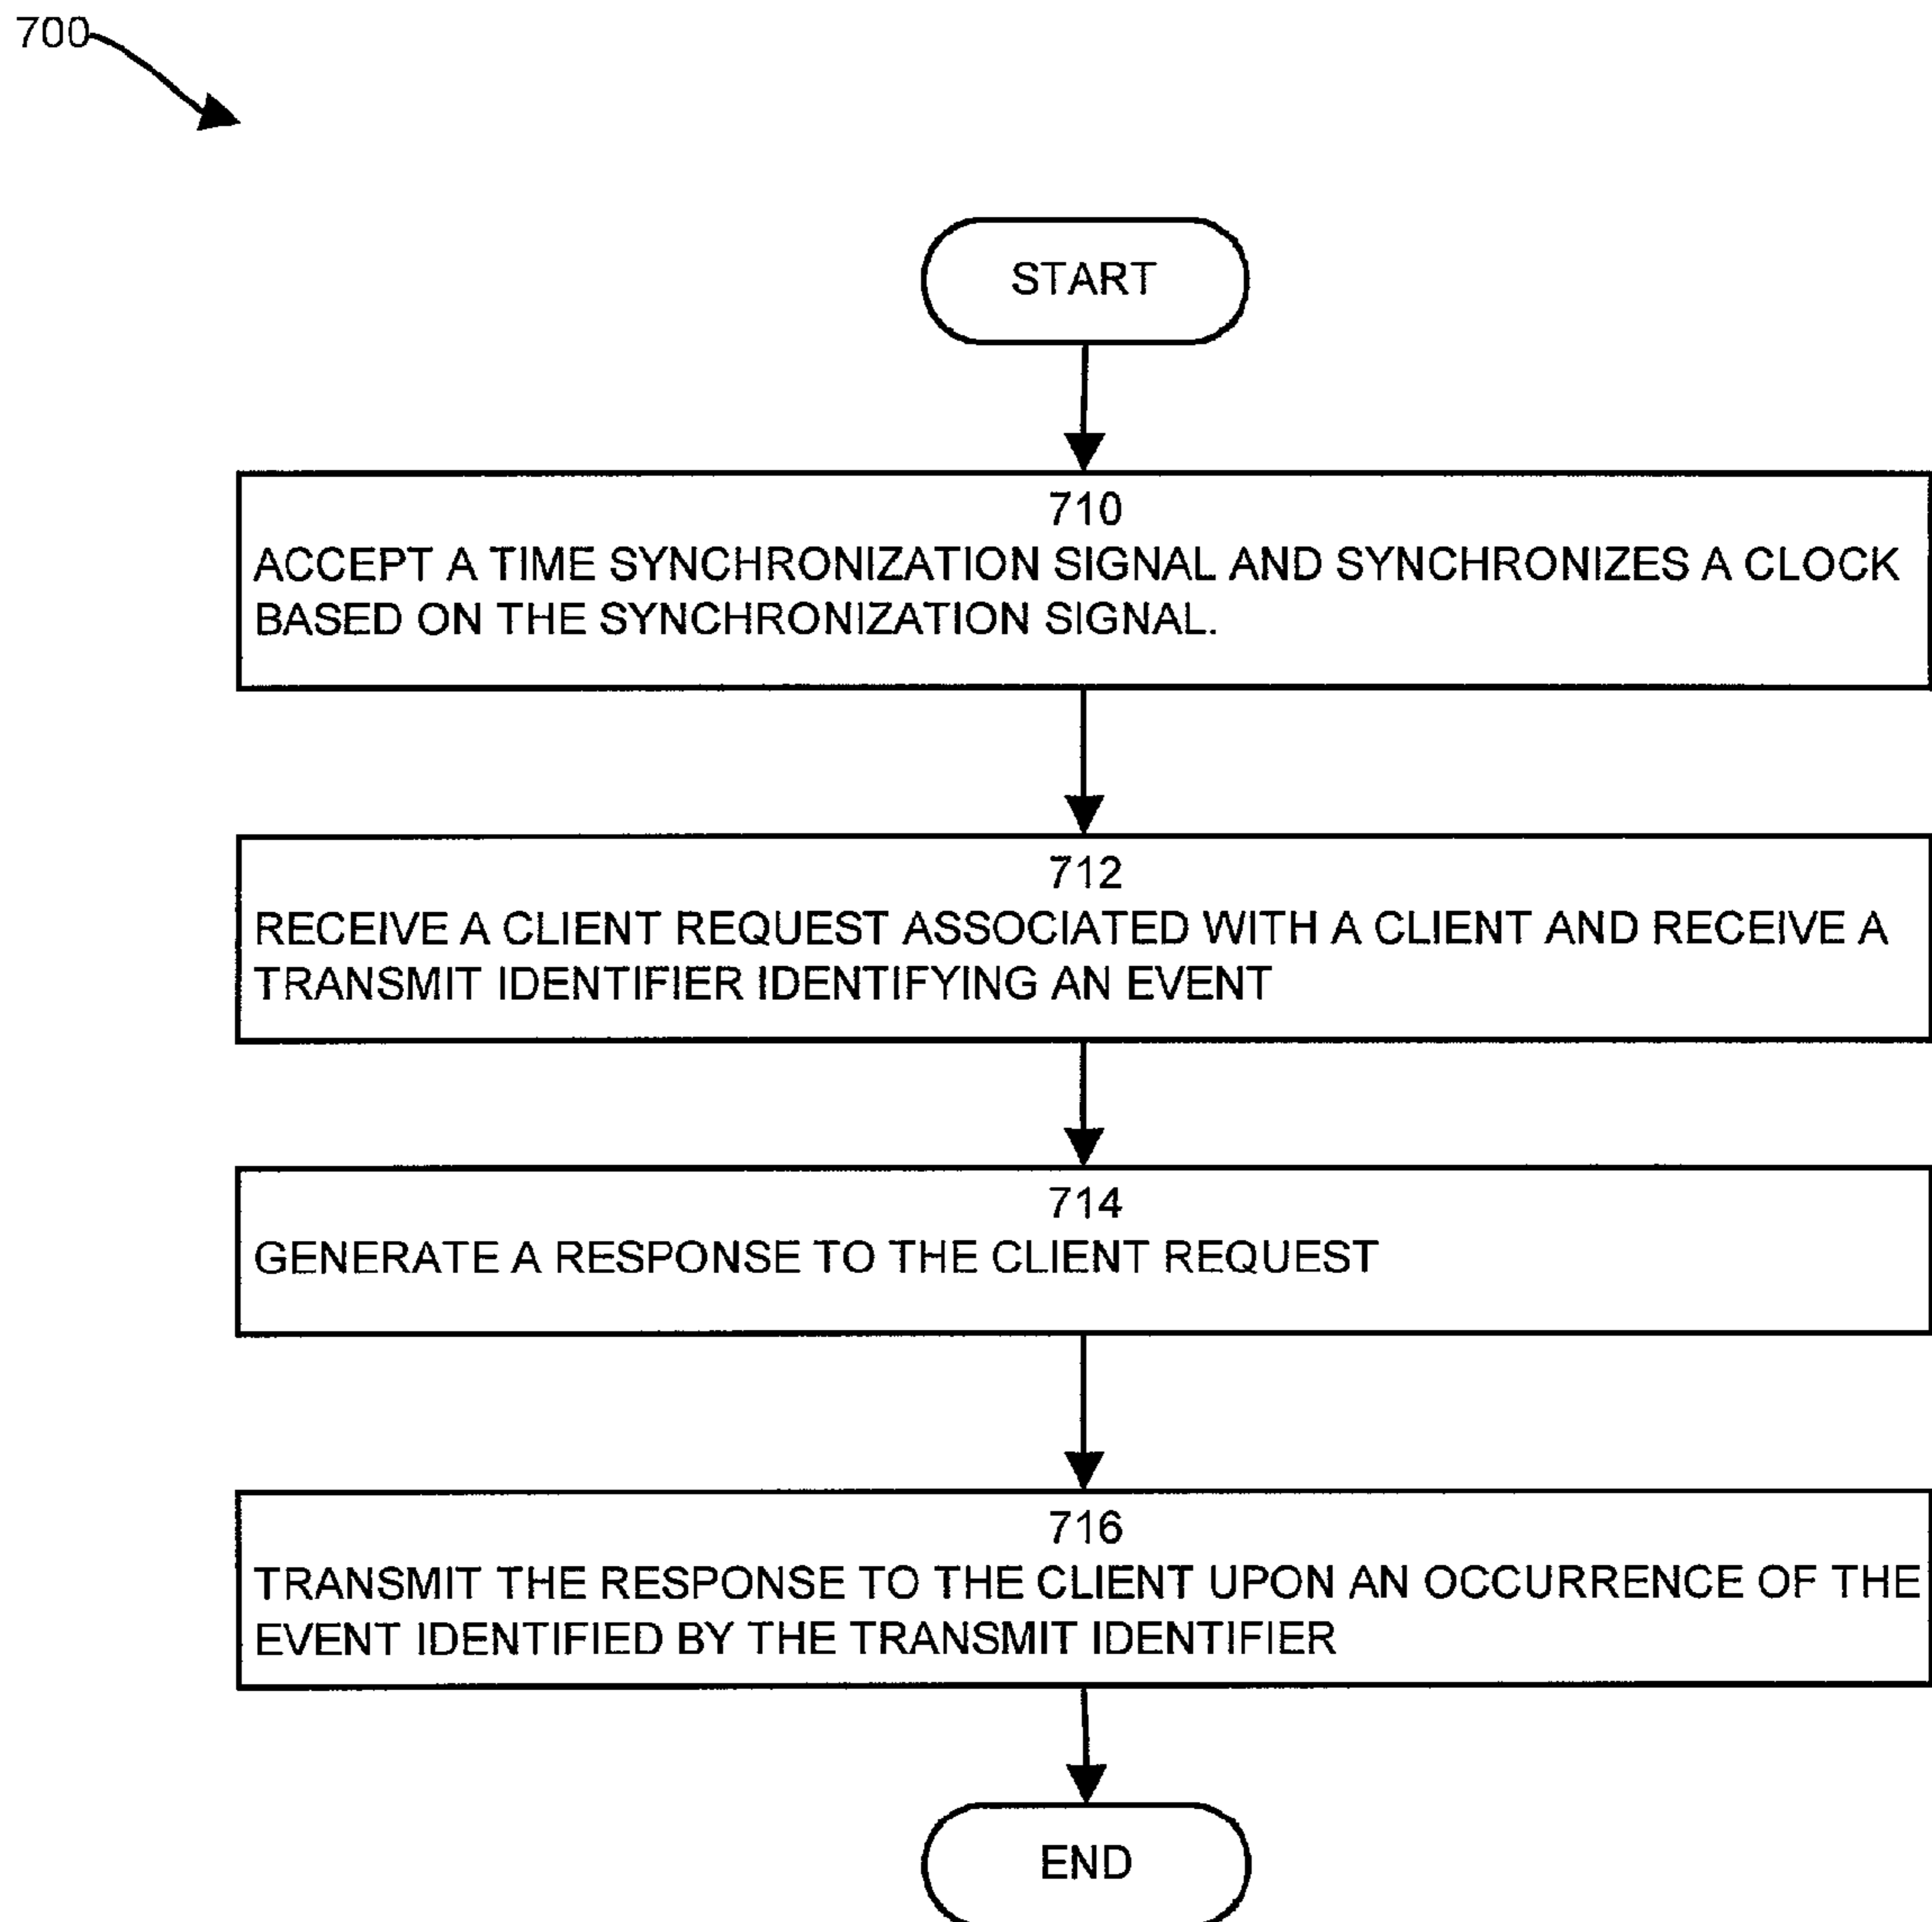 700
START
710
ACCEPT A TIME SYNCHRONIZATION SIGNAL AND SYNCHRONIZES A CLOCK
BASED ON THE SYNCHRONIZATION SIGNAL.
712
RECEIVE A CLIENT REQUEST ASSOCIATED WITH A CLIENT AND RECEIVE A
TRANSMIT IDENTIFIER IDENTIFYING AN EVENT
714
GENERATE A RESPONSE TO THE CLIENT REQUEST
716
TRANSMIT THE RESPONSE TO THE CLIENT UPON AN OCCURRENCE OF THE
EVENT IDENTIFIED BY THE TRANSMIT IDENTIFIER
END